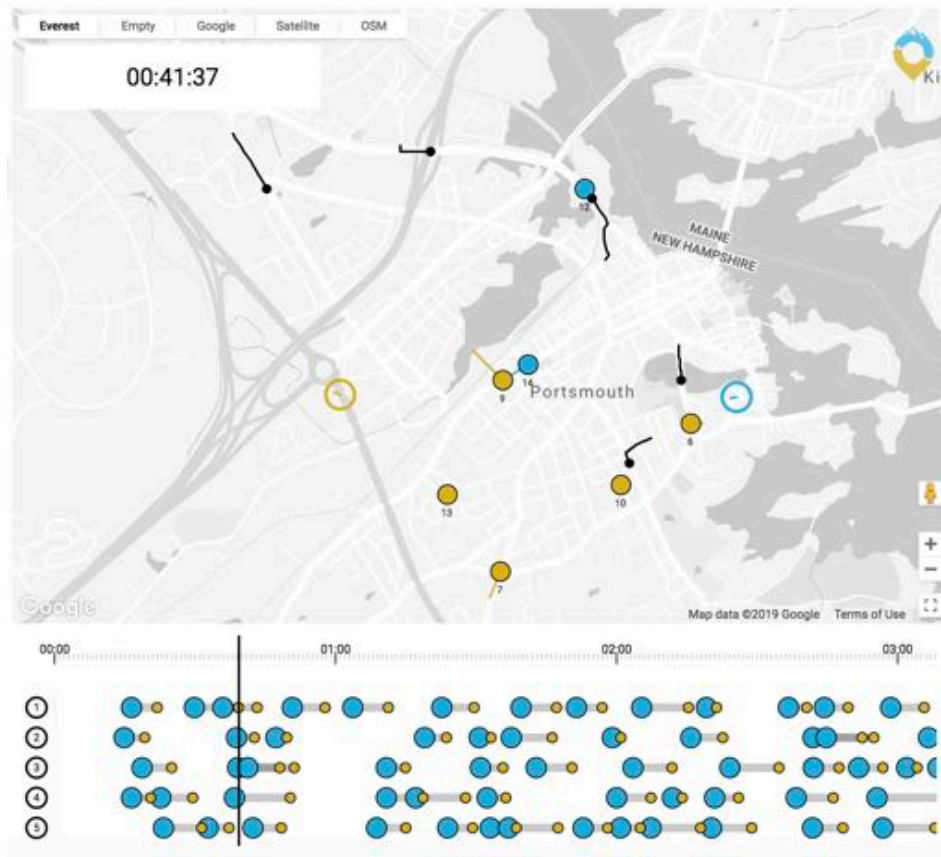 Everest Empty Google Satellite OSM
00:41:37
Ki
12
MAINE
NEW HAMPSHIRE
14
9
Portsmouth
6
10
13
7
Google
Map data ©2019 Google Terms of Use
00:00 01:00 02:00 03:00
1
2
3
4
5